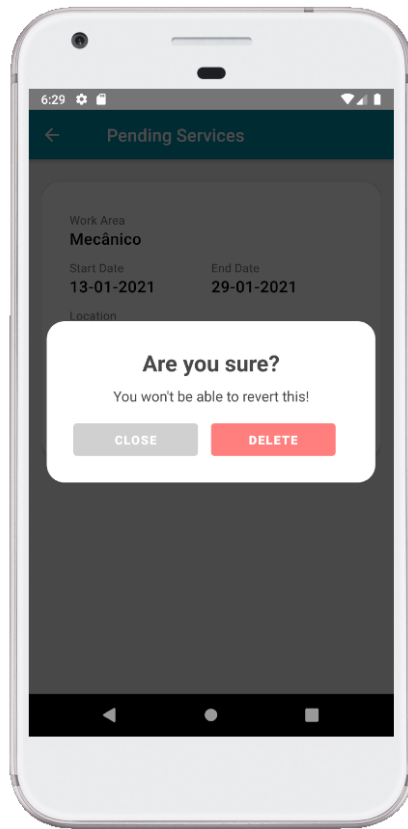 6:29
Pending Services
Work Area
Mecânico
Start Date End Date
13-01-2021 29-01-2021
Location
Are you sure?
You won't be able to revert this!
CLOSE DELETE